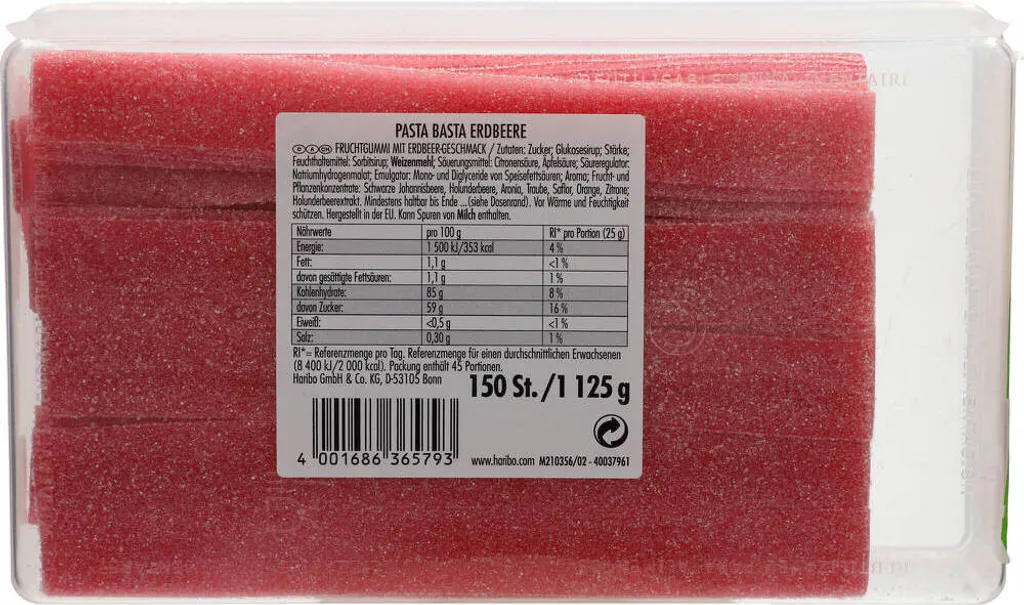 RÉUTILISABLE
PASTA BASTA ERDBEERE
D A CH FRUCHTGUMMI MIT ERDBEER-GESCHMACK / Zutaten: Zucker; Glukosesirup; Stärke;
Feuchthaltemittel: Sorbitsirup; Weizenmehl; Säuerungsmittel: Citronensäure, Äpfelsäure; Säureregulator:
Natriumhydrogenmalat; Emulgator: Mono- und Diglyceride von Speisefettsäuren; Aroma; Frucht- und
Pflanzenkonzentrate: Schwarze Johannisbeere, Holunderbeere, Aronia, Traube, Saflor, Orange, Zitrone;
Holunderbeerextrakt. Mindestens haltbar bis Ende ...(siehe Dosenrand). Vor Wärme und Feuchtigkeit
schützen. Hergestellt in der EU. Kann Spuren von Milch enthalten.
Nährwerte pro 100 g RI* pro Portion (25 g)
Energie: 1 500 kJ/353 kcal 4 %
Fett: 1,1 g <1 %
davon gesättigte Fettsäuren: 1,1 g 1 %
Kohlenhydrate: 85 g 8 %
davon Zucker: 59 g 16 %
Eiweiß: <0,5 g <1 %
Salz: 0,30 g 1 %
RI*= Referenzmenge pro Tag. Referenzmenge für einen durchschnittlichen Erwachsenen
(8 400 kJ/2 000 kcal). Packung enthält 45 Portionen.
Haribo GmbH & Co. KG, D-53105 Bonn
150 St./1 125 g
4 001686 365793
www.haribo.com M210356/02 - 40037961